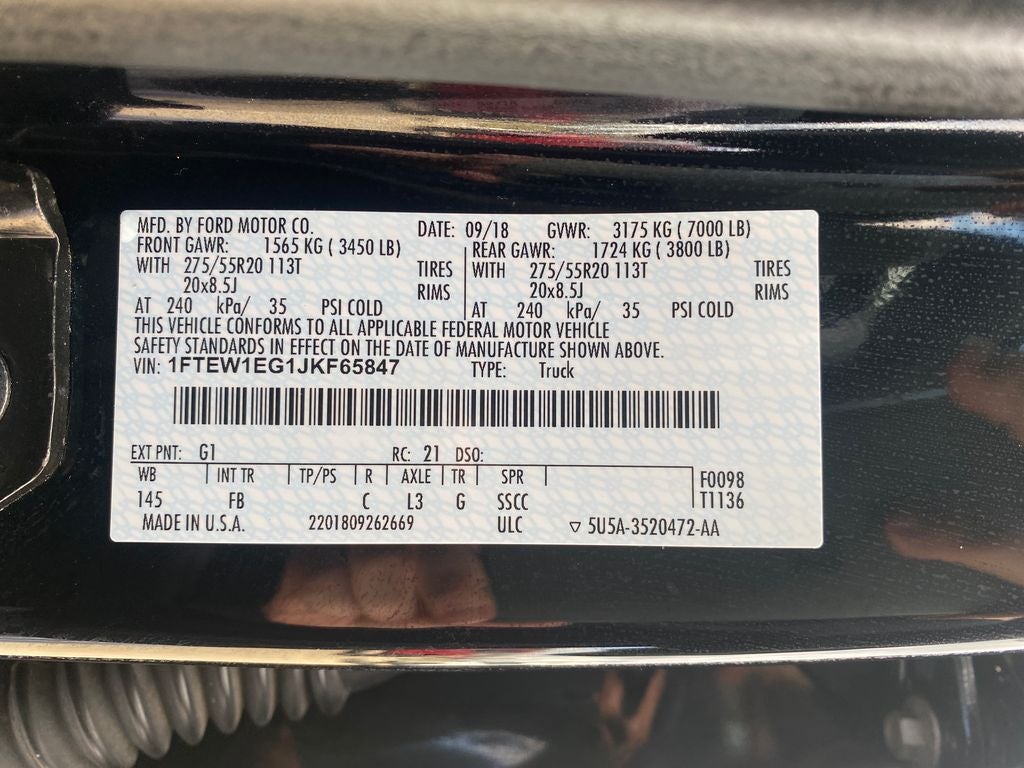 MFD. BY FORD MOTOR CO. DATE: 09/18 GVWR: 3175 KG ( 7000 LB)
FRONT GAWR: 1565 KG ( 3450 LB) REAR GAWR: 1724 KG ( 3800 LB)
WITH 275/55R20 113T TIRES WITH 275/55R20 113T TIRES
20x8.5J RIMS 20x8.5J RIMS
AT 240 kPa/ 35 PSI COLD AT 240 kPa/ 35 PSI COLD
THIS VEHICLE CONFORMS TO ALL APPLICABLE FEDERAL MOTOR VEHICLE
SAFETY STANDARDS IN EFFECT ON THE DATE OF MANUFACTURE SHOWN ABOVE.
VIN: 1FTEW1EG1JKF65847 TYPE: Truck
EXT PNT: G1 RC: 21 DSO:
WB INT TR TP/PS R AXLE TR SPR F0098
145 FB C L3 G SSCC T1136
MADE IN U.S.A. 2201809262669 ULC ▽ 5U5A-3520472-AA